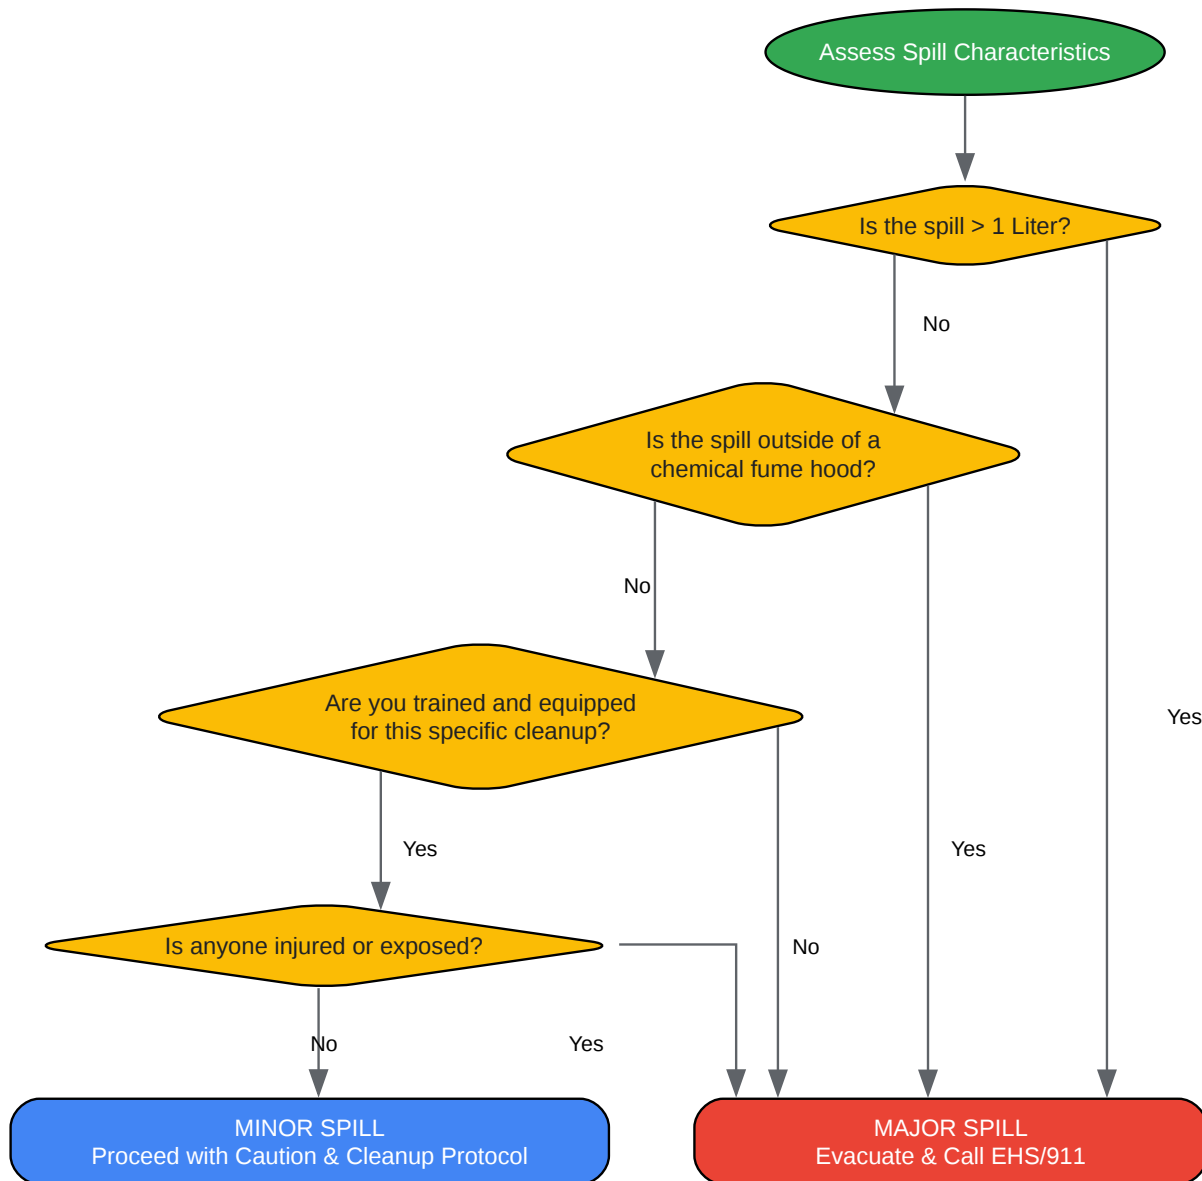 Assess Spill Characteristics
Is the spill > 1 Liter?
No
Is the spill outside of a
chemical fume hood?
No
Are you trained and equipped
for this specific cleanup?
Yes
Yes
Yes
Is anyone injured or exposed?
No
No
Yes
MINOR SPILL
Proceed with Caution & Cleanup Protocol
MAJOR SPILL
Evacuate & Call EHS/911